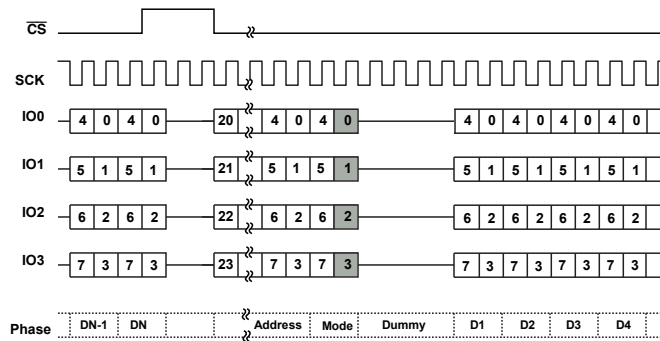 CS
SCK
IO0 4 0 4 0 20 4 0 4 0 4 0 4 0 4 0 4 0
IO1 5 1 5 1 21 5 1 5 1 5 1 5 1 5 1 5 1
IO2 6 2 6 2 22 6 2 6 2 6 2 6 2 6 2 6 2
IO3 7 3 7 3 23 7 3 7 3 7 3 7 3 7 3 7 3
Phase DN-1 DN Address Mode Dummy D1 D2 D3 D4